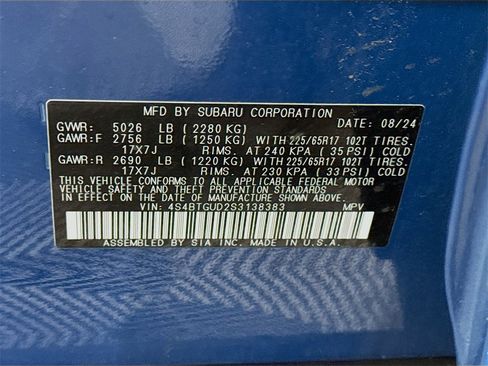 MFD BY SUBARU CORPORATION
GVWR: 5026 LB ( 2280 KG) DATE: 08/24
GAWR:F 2756 LB ( 1250 KG) WITH 225/65R17 102T TIRES.
17X7J RIMS. AT 240 KPA ( 35 PSI) COLD
GAWR:R 2690 LB ( 1220 KG) WITH 225/65R17 102T TIRES.
17X7J RIMS. AT 230 KPA ( 33 PSI) COLD
THIS VEHICLE CONFORMS TO ALL APPLICABLE FEDERAL MOTOR
VEHICLE SAFETY AND THEFT PREVENTION STANDARDS
IN EFFECT ON THE DATE OF MANUFACTURE SHOWN ABOVE.
VIN: 4S4BTGUD2S3138383 MPV
ASSEMBLED BY SIA INC. MADE IN U.S.A.